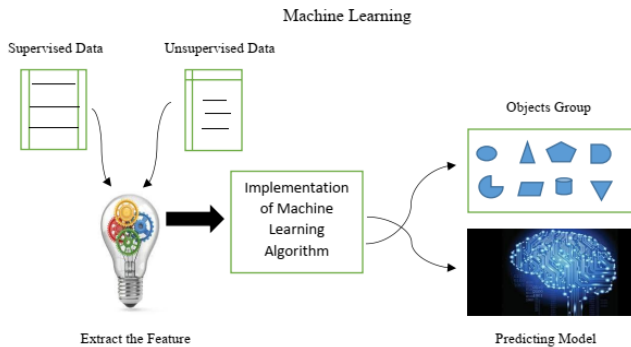 Machine Learning
Supervised Data
Unsupervised Data
Objects Group
Implementation
of Machine
Learning
Algorithm
Extract the Feature
Predicting Model